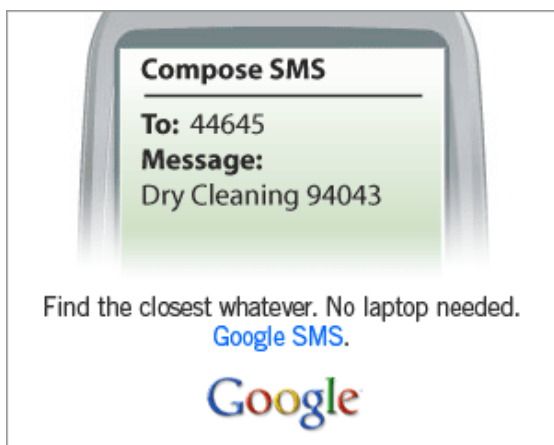 Compose SMS
To: 44645
Message:
Dry Cleaning 94043
Find the closest whatever. No laptop needed.
Google SMS.
Google